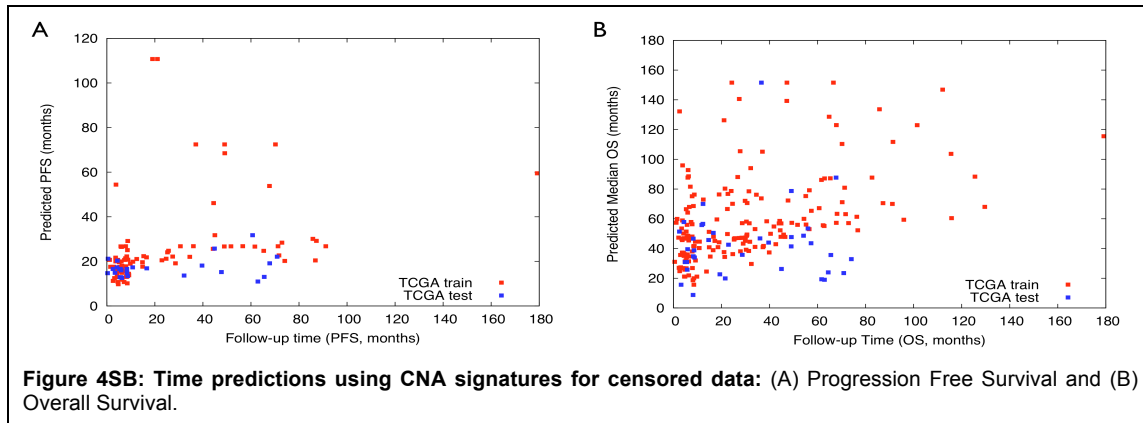 A
120
100
80
60
40
20
0
Predicted PFS (months)
TCGA train
TCGA test
0 20 40 60 80 100 120 140 160 180
Follow-up time (PFS, months)
B
180
160
140
120
100
80
60
40
20
0
Predicted Median OS (months)
TCGA train
TCGA test
0 20 40 60 80 100 120 140 160 180
Follow-up Time (OS, months)
Figure 4SB: Time predictions using CNA signatures for censored data: (A) Progression Free Survival and (B)
Overall Survival.